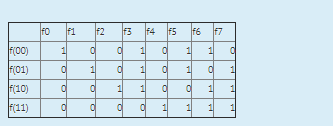 f0 f1 f2 f3 f4 f5 f6 f7
f(00) 1 0 0 1 0 1 1 0
f(01) 0 1 0 1 0 1 0 1
f(10) 0 0 1 1 0 0 1 1
f(11) 0 0 0 0 1 1 1 1